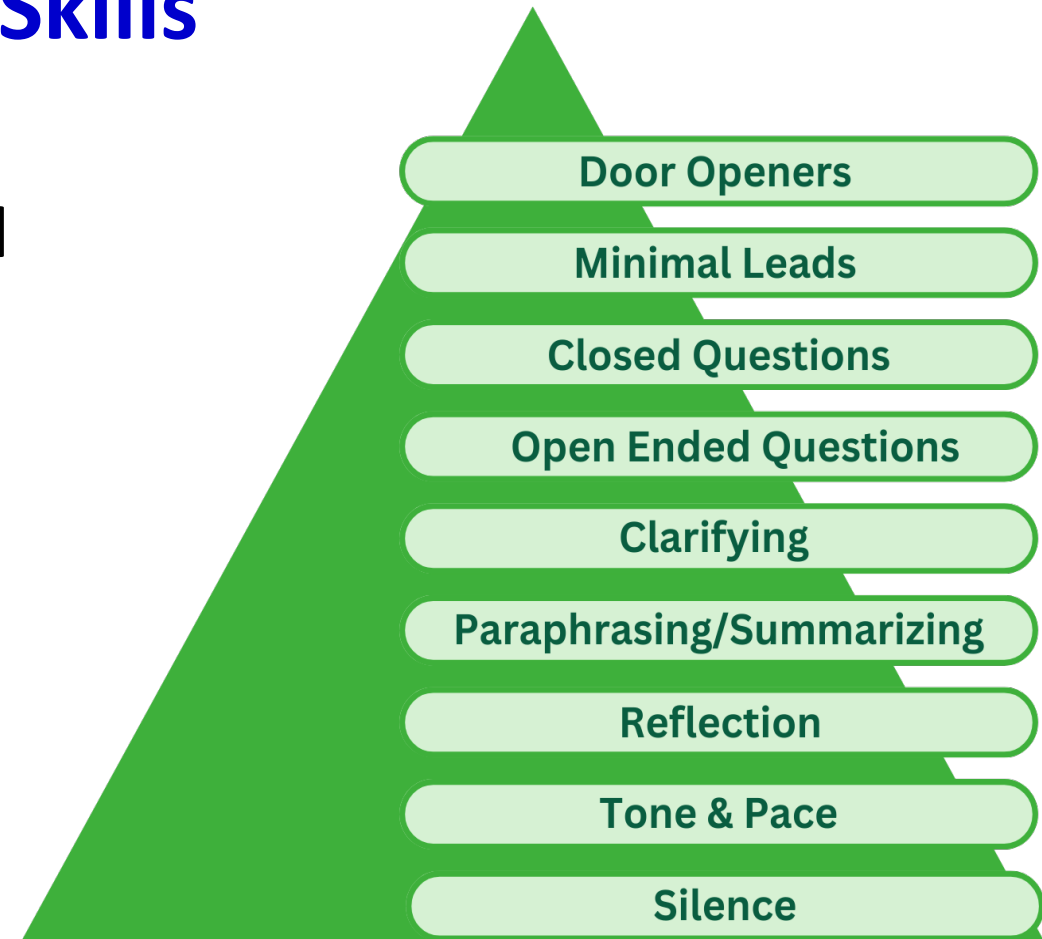 Skills
Door Openers
Minimal Leads
Closed Questions
Open Ended Questions
Clarifying
Paraphrasing/Summarizing
Reflection
Tone & Pace
Silence